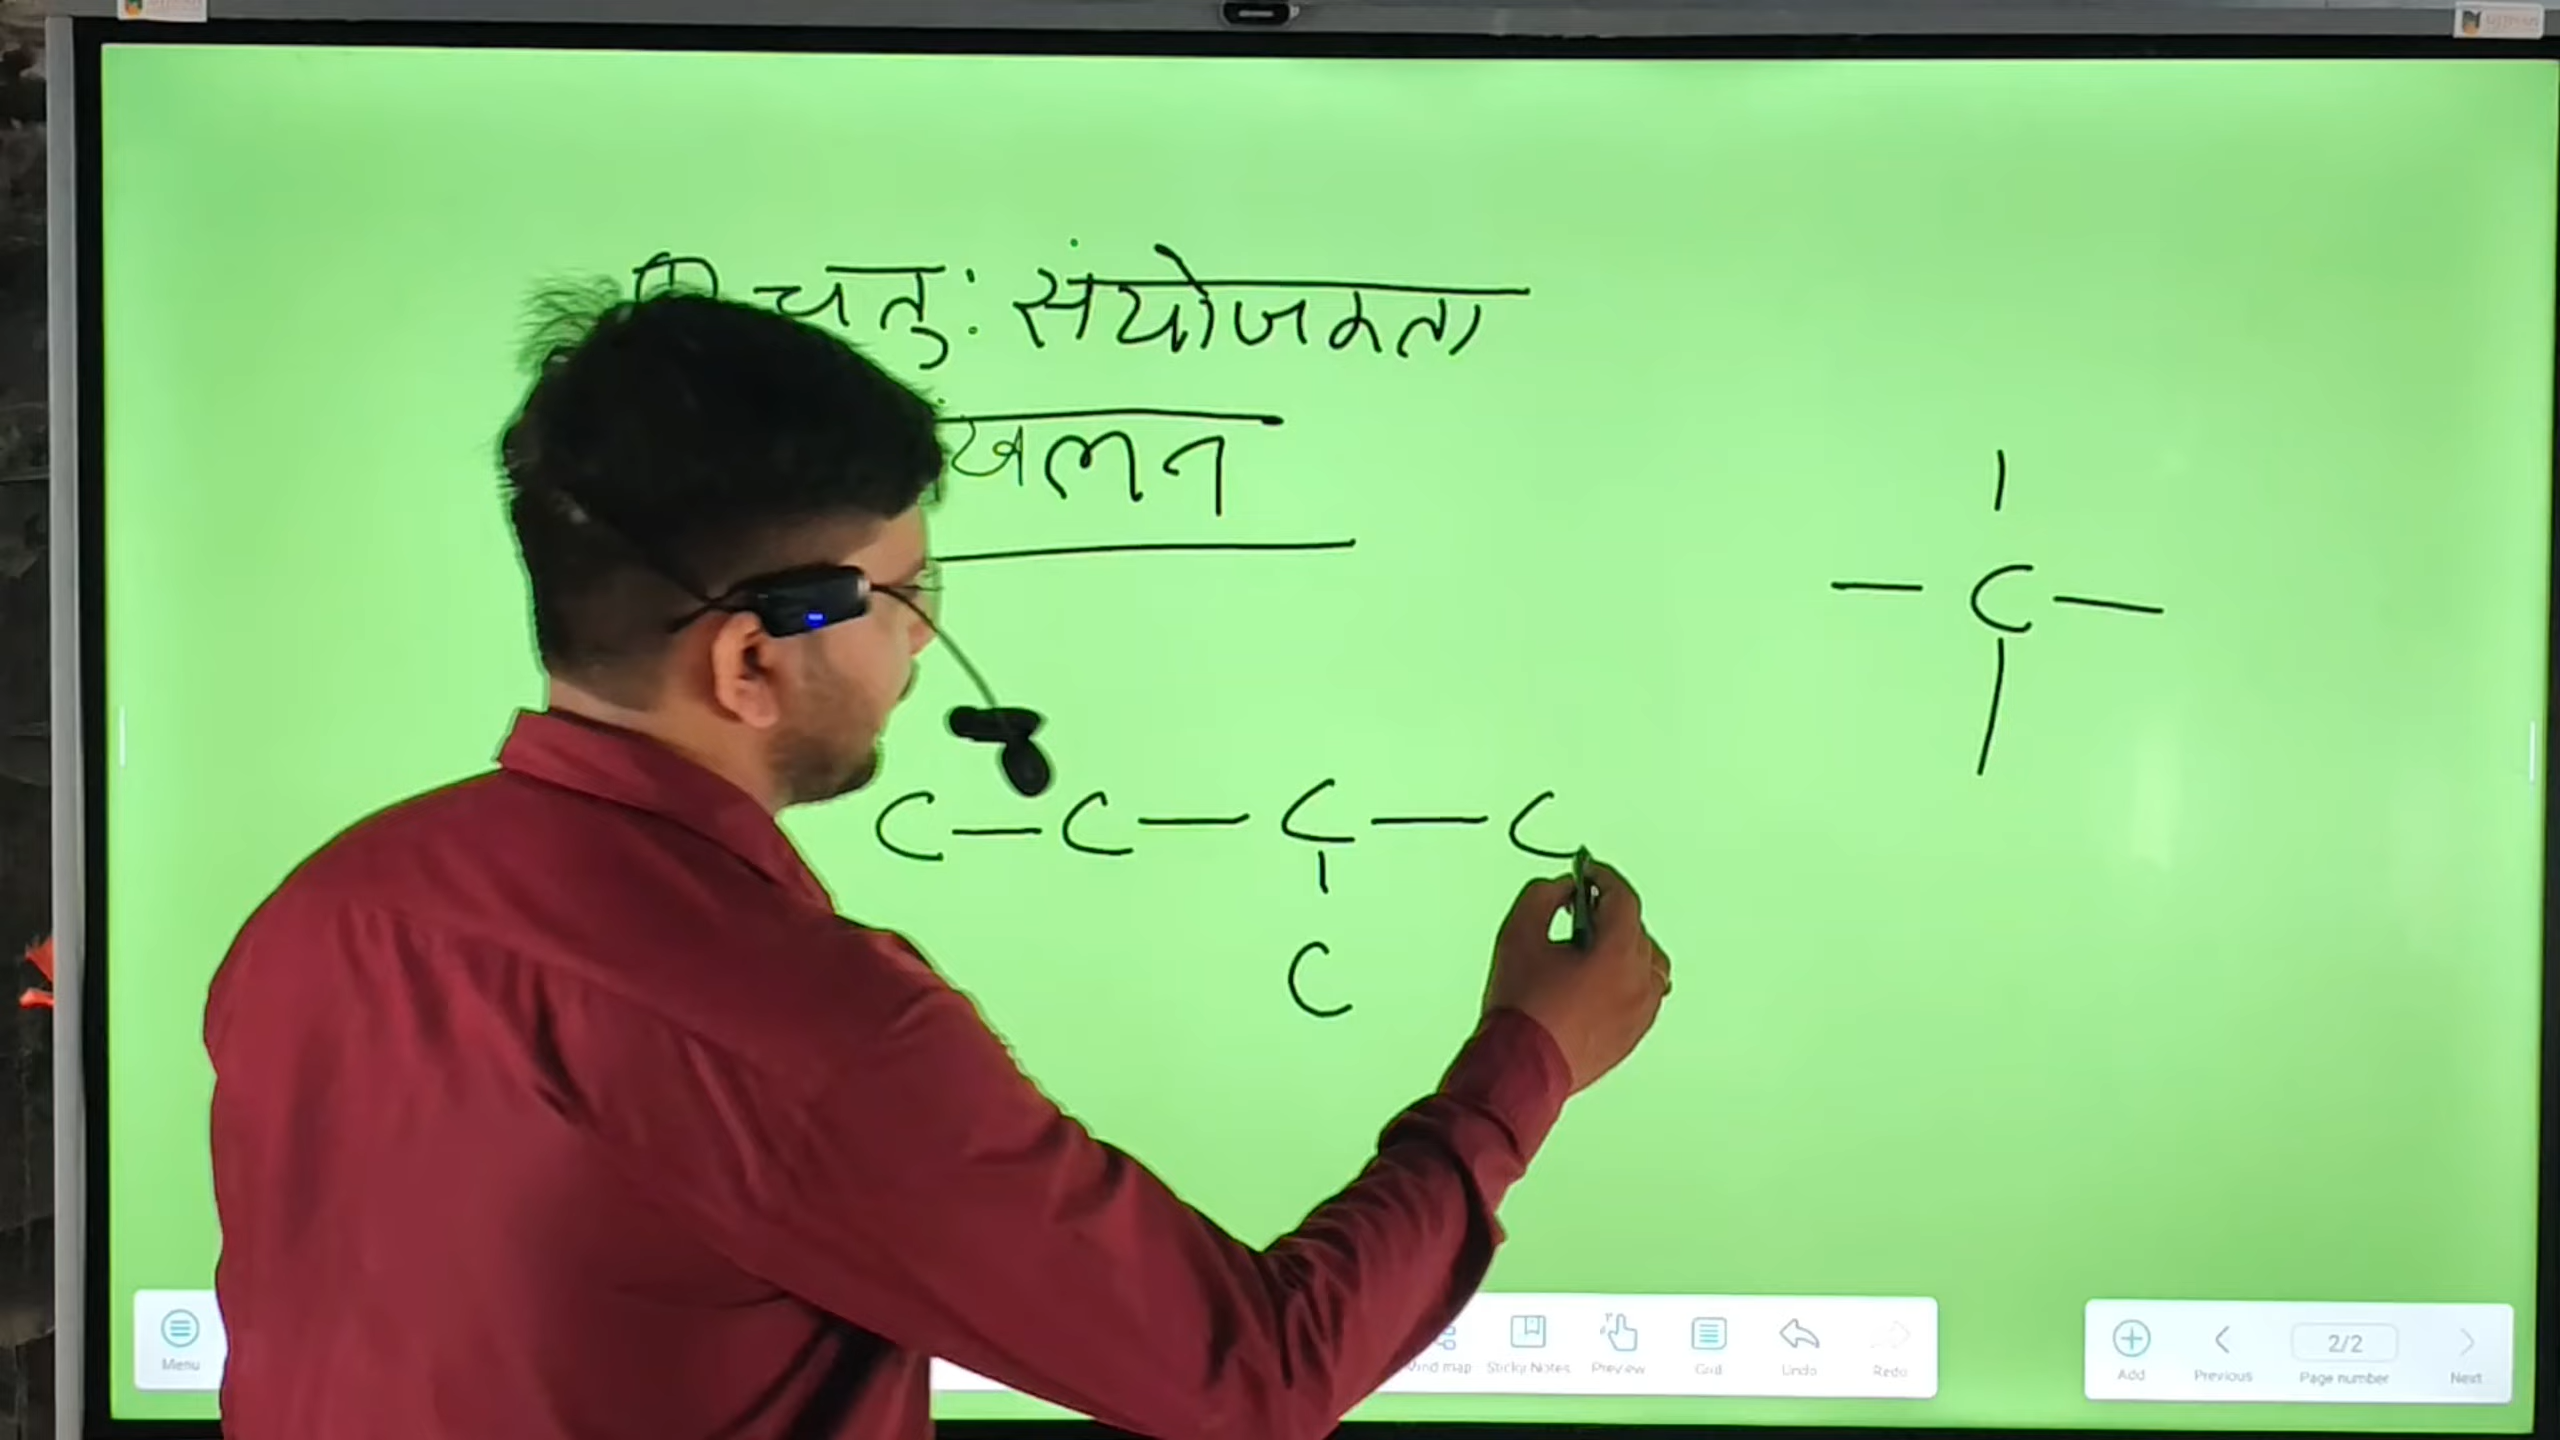 ① चतु: संयोजकता
खलन
|
— C —
|
C — C — C — C
|
C
Menu
Mind map Sticky Notes Preview Grid Undo Redo
Add Previous 2/2 Page number Next